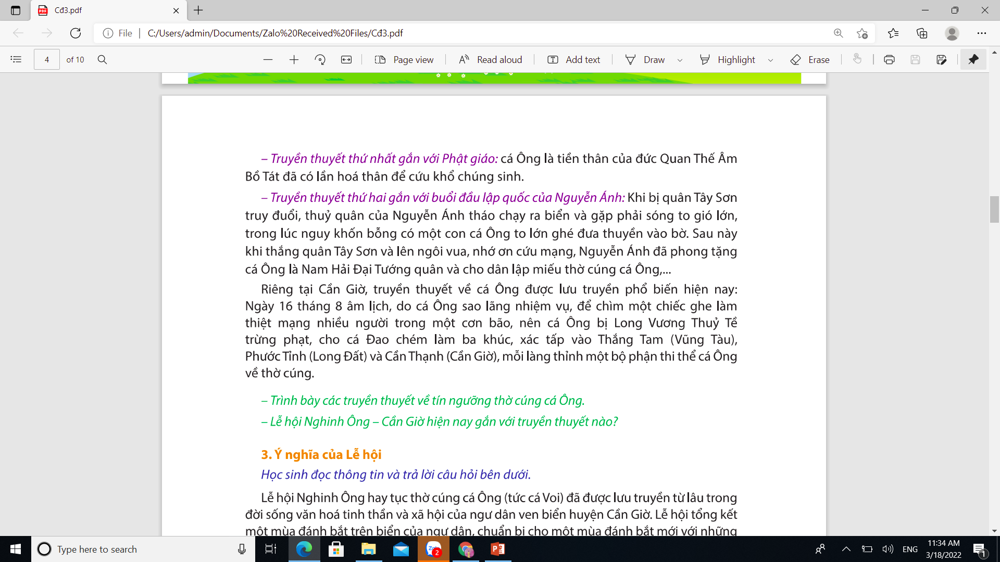 Cđ3.pdf
File
C:/Users/admin/Documents/Zalo%20Received%20Files/Cđ3.pdf
4 of 10
Page view
Read aloud
Add text
Draw
Highlight
Erase
– Truyền thuyết thứ nhất gắn với Phật giáo: cá Ông là tiền thân của đức Quan Thế Âm
Bồ Tát đã có lần hoá thân để cứu khổ chúng sinh.
– Truyền thuyết thứ hai gắn với buổi đầu lập quốc của Nguyễn Ánh: Khi bị quân Tây Sơn
truy đuổi, thuỷ quân của Nguyễn Ánh tháo chạy ra biển và gặp phải sóng to gió lớn,
trong lúc nguy khốn bỗng có một con cá Ông to lớn ghé đưa thuyền vào bờ. Sau này
khi thắng quân Tây Sơn và lên ngôi vua, nhớ ơn cứu mạng, Nguyễn Ánh đã phong tặng
cá Ông là Nam Hải Đại Tướng quân và cho dân lập miếu thờ cúng cá Ông,...
Riêng tại Cần Giờ, truyền thuyết về cá Ông được lưu truyền phổ biến hiện nay:
Ngày 16 tháng 8 âm lịch, do cá Ông sao lãng nhiệm vụ, để chìm một chiếc ghe làm
thiệt mạng nhiều người trong một cơn bão, nên cá Ông bị Long Vương Thuỷ Tề
trừng phạt, cho cá Đao chém làm ba khúc, xác tấp vào Thắng Tam (Vũng Tàu),
Phước Tỉnh (Long Đất) và Cần Thạnh (Cần Giờ), mỗi làng thỉnh một bộ phận thi thể cá Ông
về thờ cúng.
– Trình bày các truyền thuyết về tín ngưỡng thờ cúng cá Ông.
– Lễ hội Nghinh Ông – Cần Giờ hiện nay gắn với truyền thuyết nào?
3. Ý nghĩa của Lễ hội
Học sinh đọc thông tin và trả lời câu hỏi bên dưới.
Lễ hội Nghinh Ông hay tục thờ cúng cá Ông (tức cá Voi) đã được lưu truyền từ lâu trong
đời sống văn hoá tinh thần và xã hội của ngư dân ven biển huyện Cần Giờ. Lễ hội tổng kết
một mùa đánh bắt trên biển của ngư dân, chuẩn bị cho một mùa đánh bắt mới với những
Type here to search
2
ENG
11:34 AM
3/18/2022
1